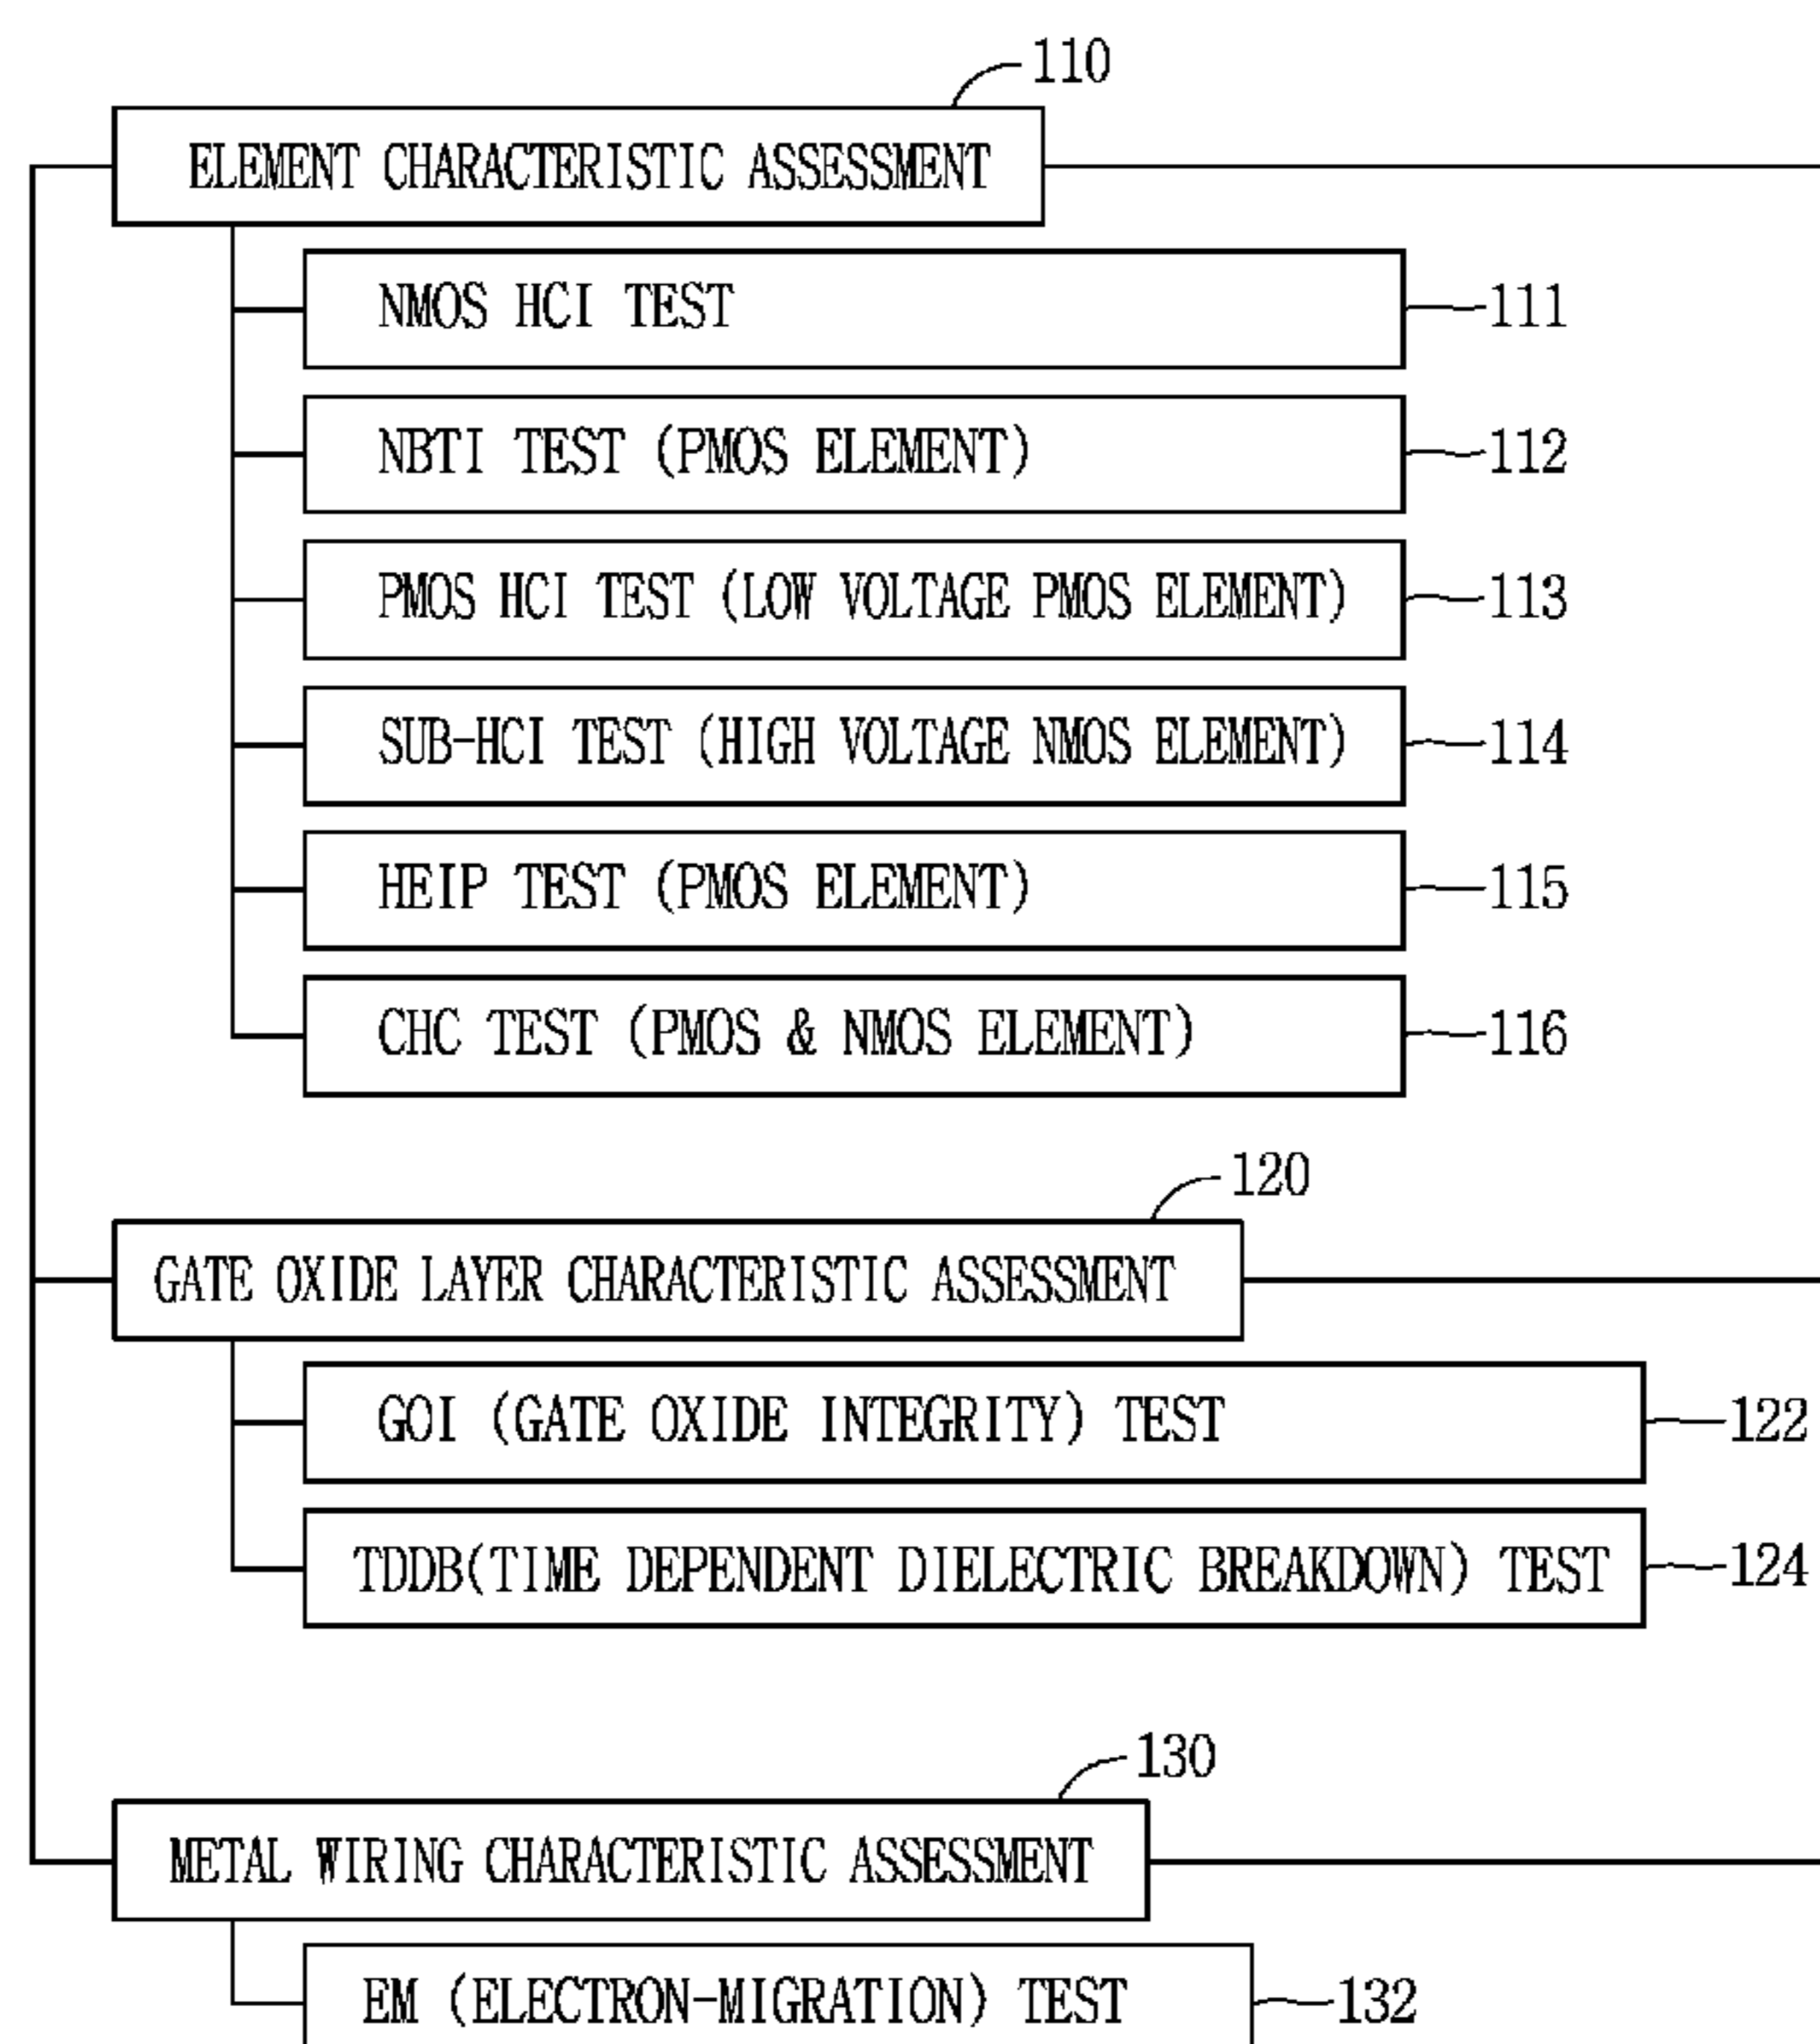 110
ELEMENT CHARACTERISTIC ASSESSMENT
NMOS HCI TEST 111
NBTI TEST (PMOS ELEMENT) 112
PMOS HCI TEST (LOW VOLTAGE PMOS ELEMENT) 113
SUB-HCI TEST (HIGH VOLTAGE NMOS ELEMENT) 114
HEIP TEST (PMOS ELEMENT) 115
CHC TEST (PMOS & NMOS ELEMENT) 116
120
GATE OXIDE LAYER CHARACTERISTIC ASSESSMENT
GOI (GATE OXIDE INTEGRITY) TEST 122
TDDB(TIME DEPENDENT DIELECTRIC BREAKDOWN) TEST 124
130
METAL WIRING CHARACTERISTIC ASSESSMENT
EM (ELECTRON-MIGRATION) TEST 132